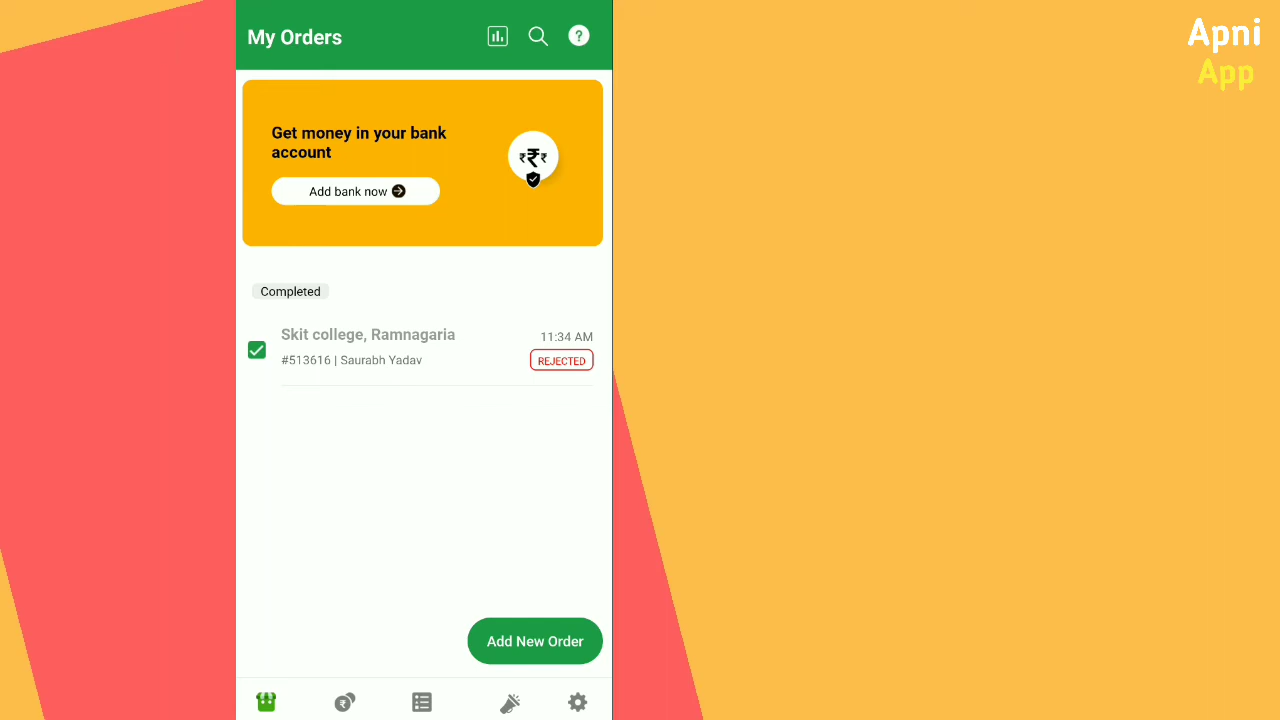 My Orders
Apni
App
Get money in your bank
account
Add bank now
Completed
Skit college, Ramnagaria
11:34 AM
#513616 | Saurabh Yadav
REJECTED
Add New Order